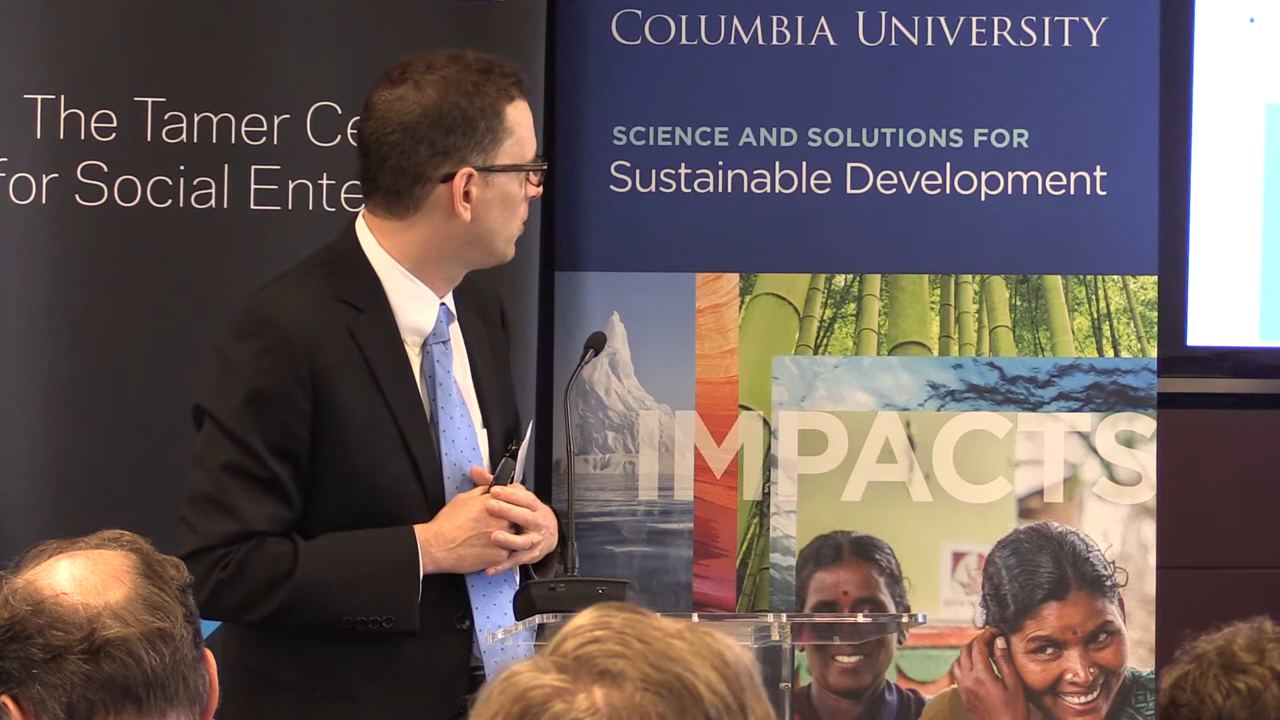 The Tamer Ce
for Social Ente
COLUMBIA UNIVERSITY
SCIENCE AND SOLUTIONS FOR
Sustainable Development
IMPACTS